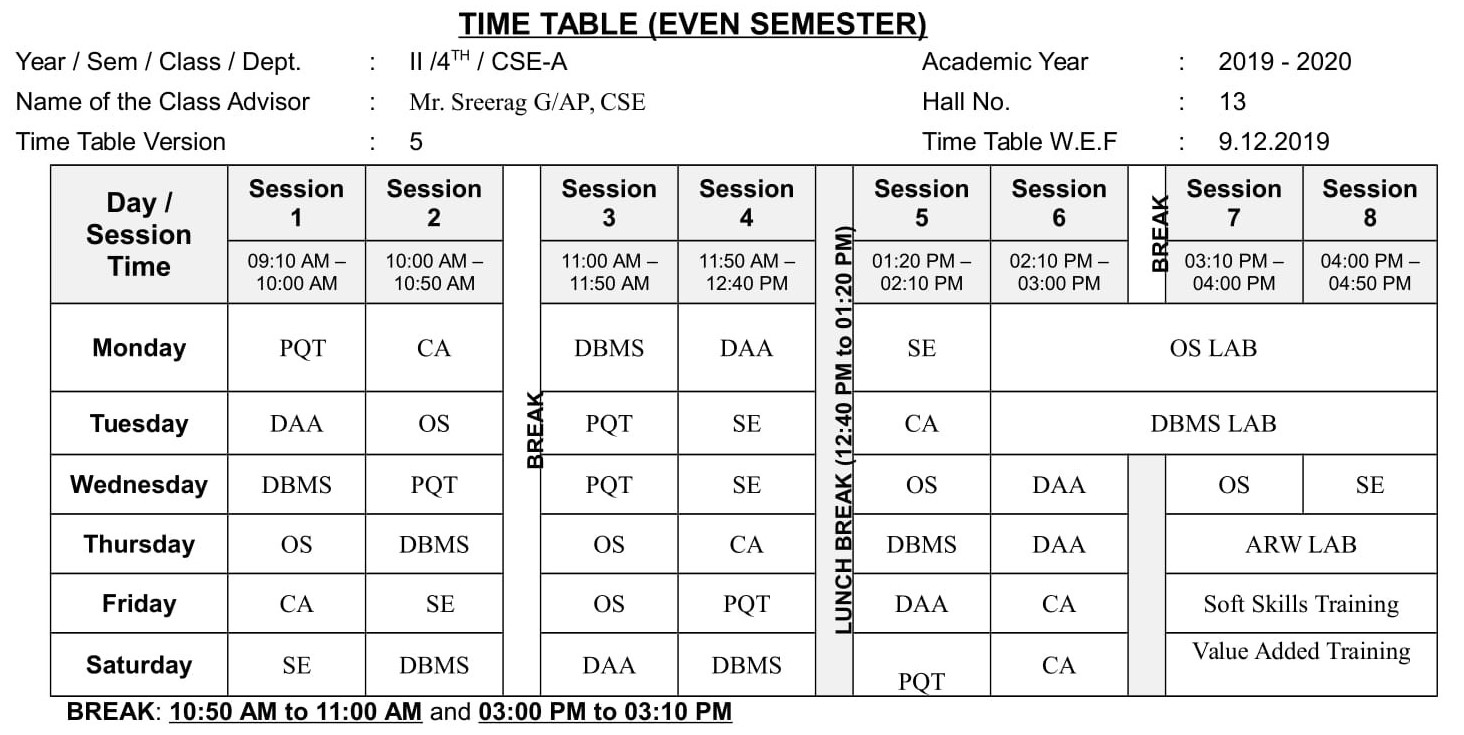 TIME TABLE (EVEN SEMESTER)
Year / Sem / Class / Dept. : II /4TH / CSE-A Academic Year : 2019 - 2020
Name of the Class Advisor : Mr. Sreerag G/AP, CSE Hall No. : 13
Time Table Version : 5 Time Table W.E.F : 9.12.2019
Day / Session Time
Session 1 Session 2 BREAK Session 3 Session 4 LUNCH BREAK (12:40 PM to 01:20 PM) Session 5 Session 6 BREAK Session 7 Session 8
09:10 AM – 10:00 AM 10:00 AM – 10:50 AM 11:00 AM – 11:50 AM 11:50 AM – 12:40 PM 01:20 PM – 02:10 PM 02:10 PM – 03:00 PM 03:10 PM – 04:00 PM 04:00 PM – 04:50 PM
Monday PQT CA DBMS DAA SE OS LAB
Tuesday DAA OS PQT SE CA DBMS LAB
Wednesday DBMS PQT PQT SE OS DAA OS SE
Thursday OS DBMS OS CA DBMS DAA ARW LAB
Friday CA SE OS PQT DAA CA Soft Skills Training
Saturday SE DBMS DAA DBMS PQT CA Value Added Training
BREAK: 10:50 AM to 11:00 AM and 03:00 PM to 03:10 PM